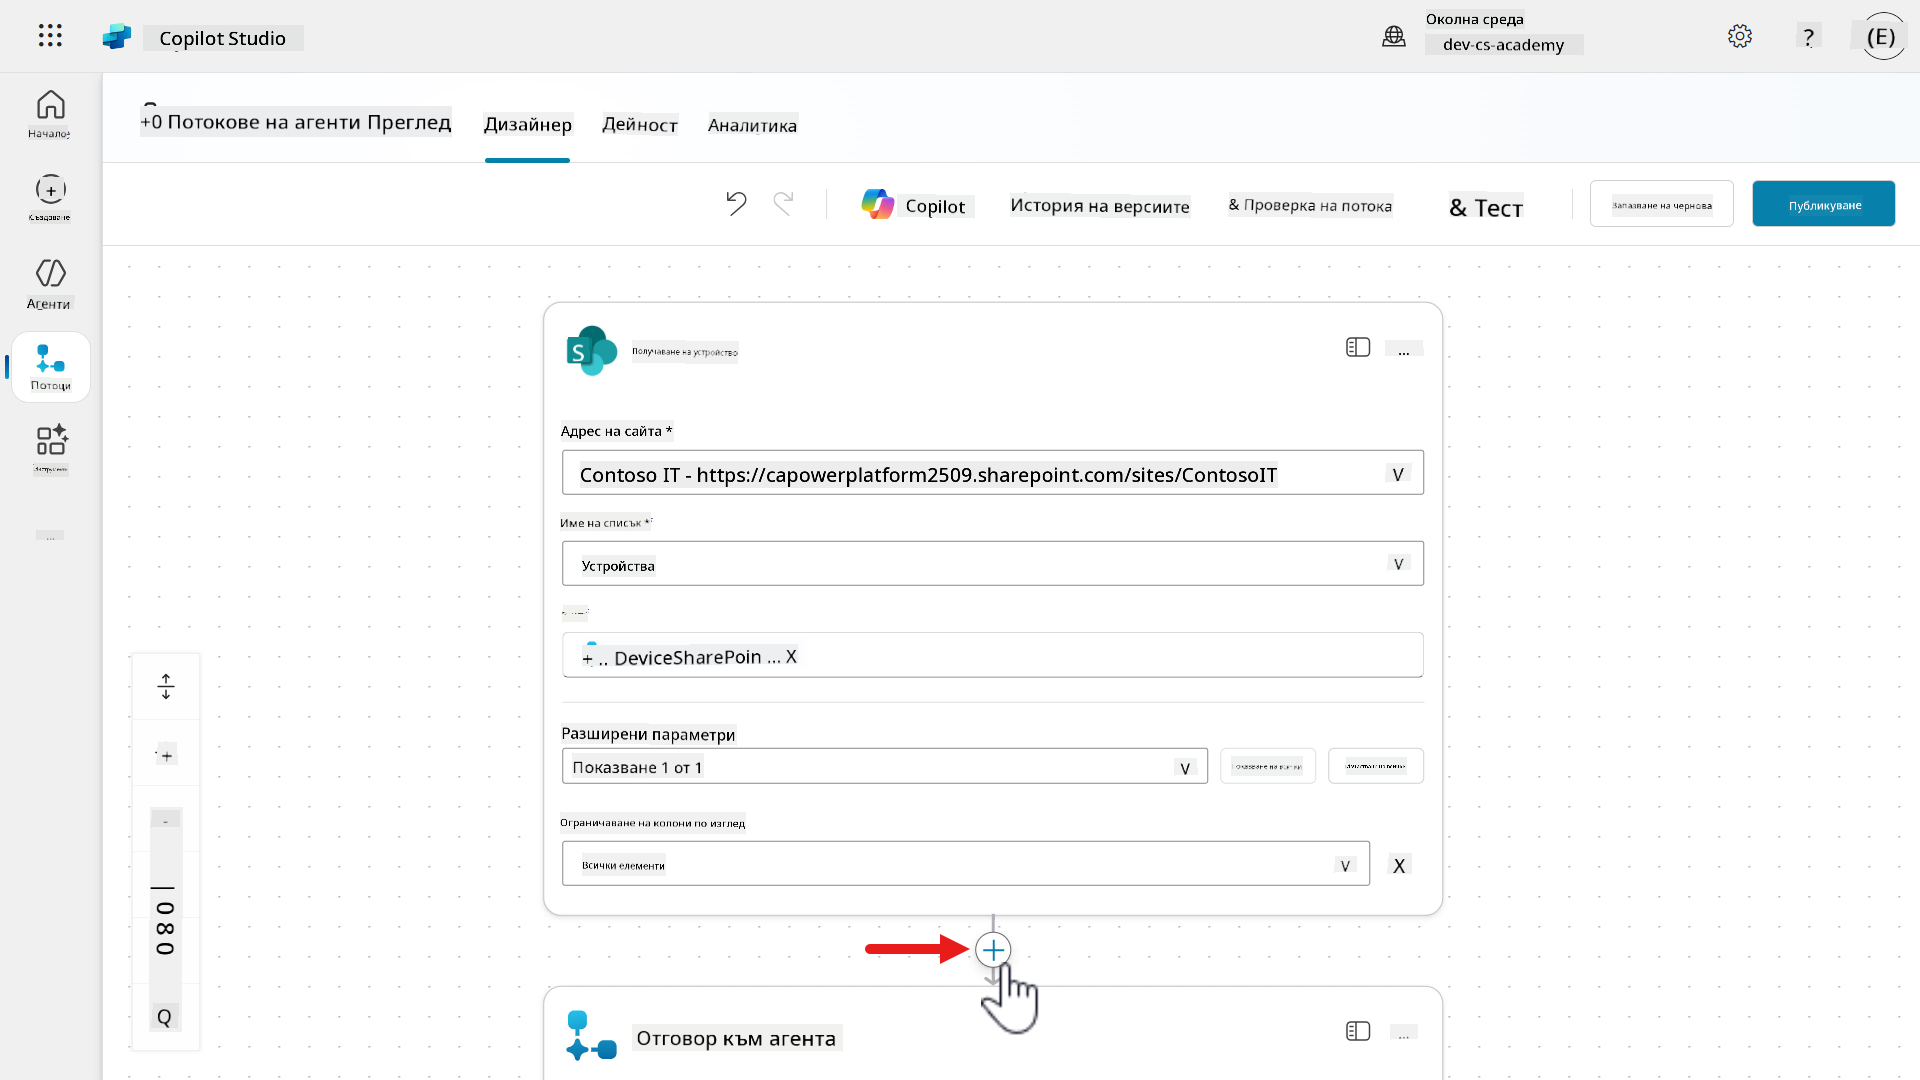 Copilot Studio
Околна среда
dev-cs-academy
?
(E)
Начало
Създаване
Агенти
Потоци
+0 Потокове на агенти Преглед
Дизайнер
Дейност
Аналитика
Copilot
История на версиите
& Проверка на потока
& Тест
Запазване на чернова
Публикуване
S
Получаване на устройство
...
Адрес на сайта *
Contoso IT - https://capowerplatform2509.sharepoint.com/sites/ContosoIT
V
Име на списък *
Устройства
V
+ .. DeviceSharePoin ... X
Разширени параметри
Показване 1 от 1
V
Показване на всички
Ограничаване на колони по изглед
Всички елементи
V
X
+
-
| 080
Q
Отговор към агента
...